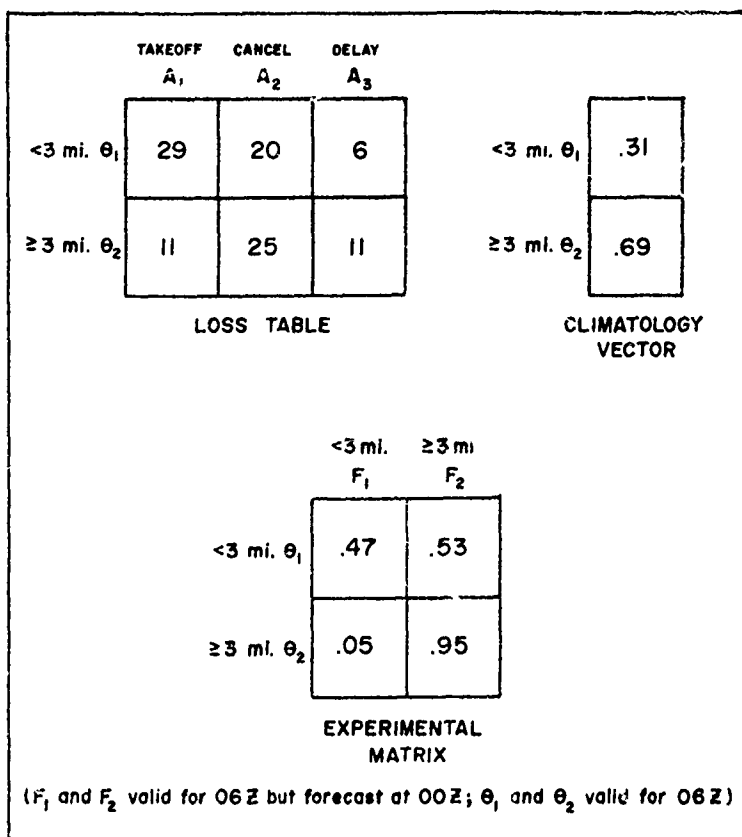 TAKEOFF CANCEL DELAY
A₁ A₂ A₃
<3 mi. θ₁ 29 20 6
≥3 mi. θ₂ 11 25 11
LOSS TABLE
<3 mi. θ₁ .31
≥3 mi. θ₂ .69
CLIMATOLOGY
VECTOR
<3 mi. ≥3 mi
F₁ F₂
<3 mi. θ₁ .47 .53
≥3 mi. θ₂ .05 .95
EXPERIMENTAL
MATRIX
(F₁ and F₂ valid for 06Z but forecast at 00Z; θ₁ and θ₂ valid for 06Z)